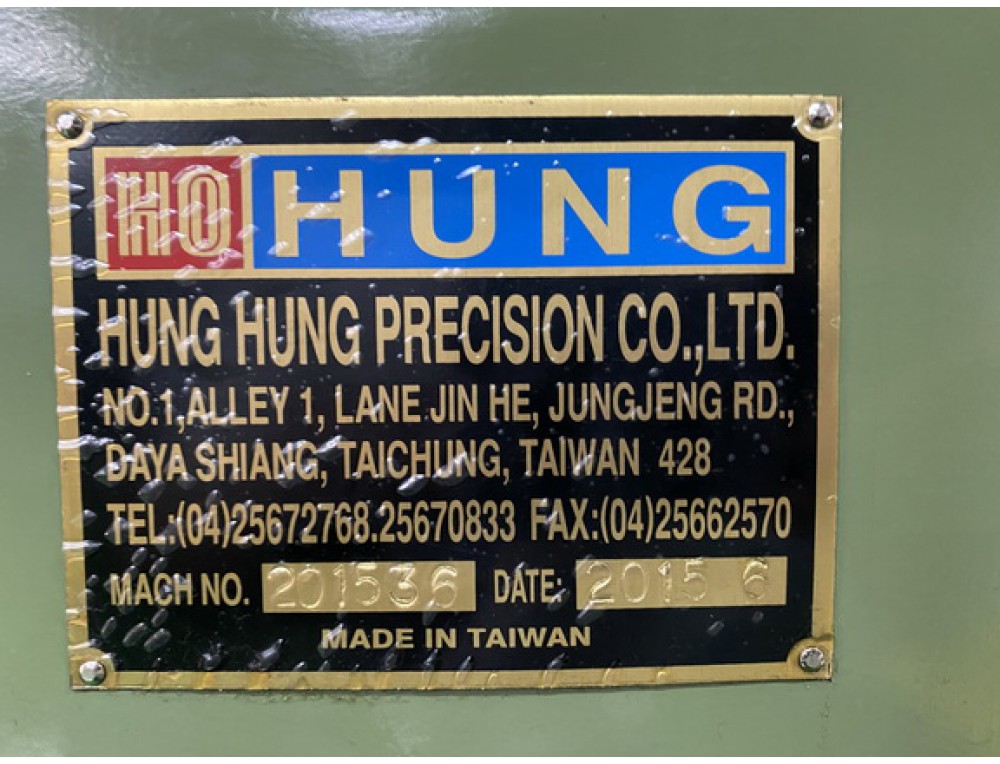 HO HUNG
HUNG HUNG PRECISION CO.,LTD.
NO.1,ALLEY 1, LANE JIN HE, JUNGJENG RD.,
DAYA SHIANG, TAICHUNG, TAIWAN 428
TEL:(04)25672768.25670833 FAX:(04)25662570
MACH NO. 201536 DATE: 2015 6
MADE IN TAIWAN